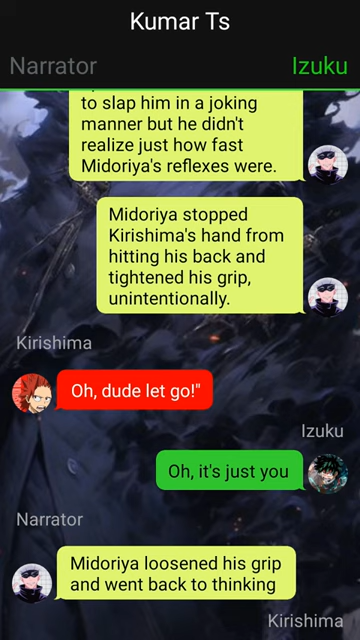 Kumar Ts
Narrator
Izuku
to slap him in a joking
manner but he didn't
realize just how fast
Midoriya's reflexes were.
Midoriya stopped
Kirishima's hand from
hitting his back and
tightened his grip,
unintentionally.
Kirishima
Oh, dude let go!"
Izuku
Oh, it's just you
Narrator
Midoriya loosened his grip
and went back to thinking
Kirishima